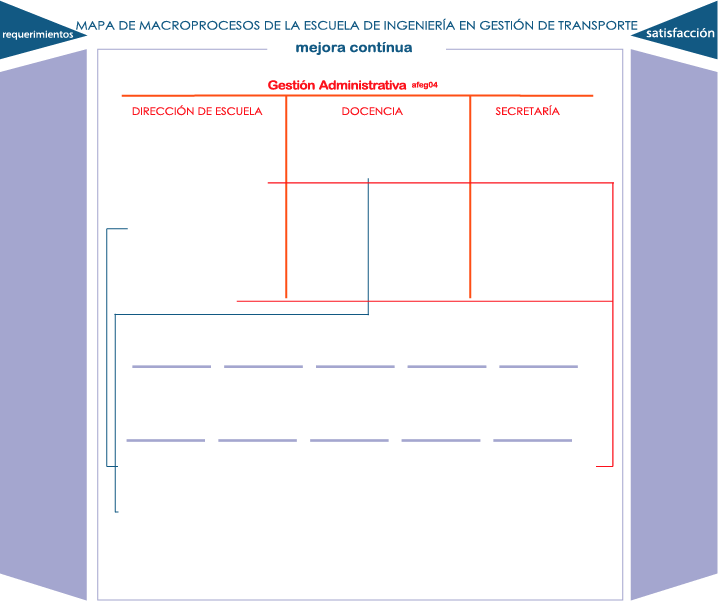 MAPA DE MACROPROCESOS DE LA ESCUELA DE INGENIERÍA EN GESTIÓN DE TRANSPORTE
requerimientos
satisfacción
mejora contínua
Gestión Administrativa afeg04
DIRECCIÓN DE ESCUELA
DOCENCIA
SECRETARÍA